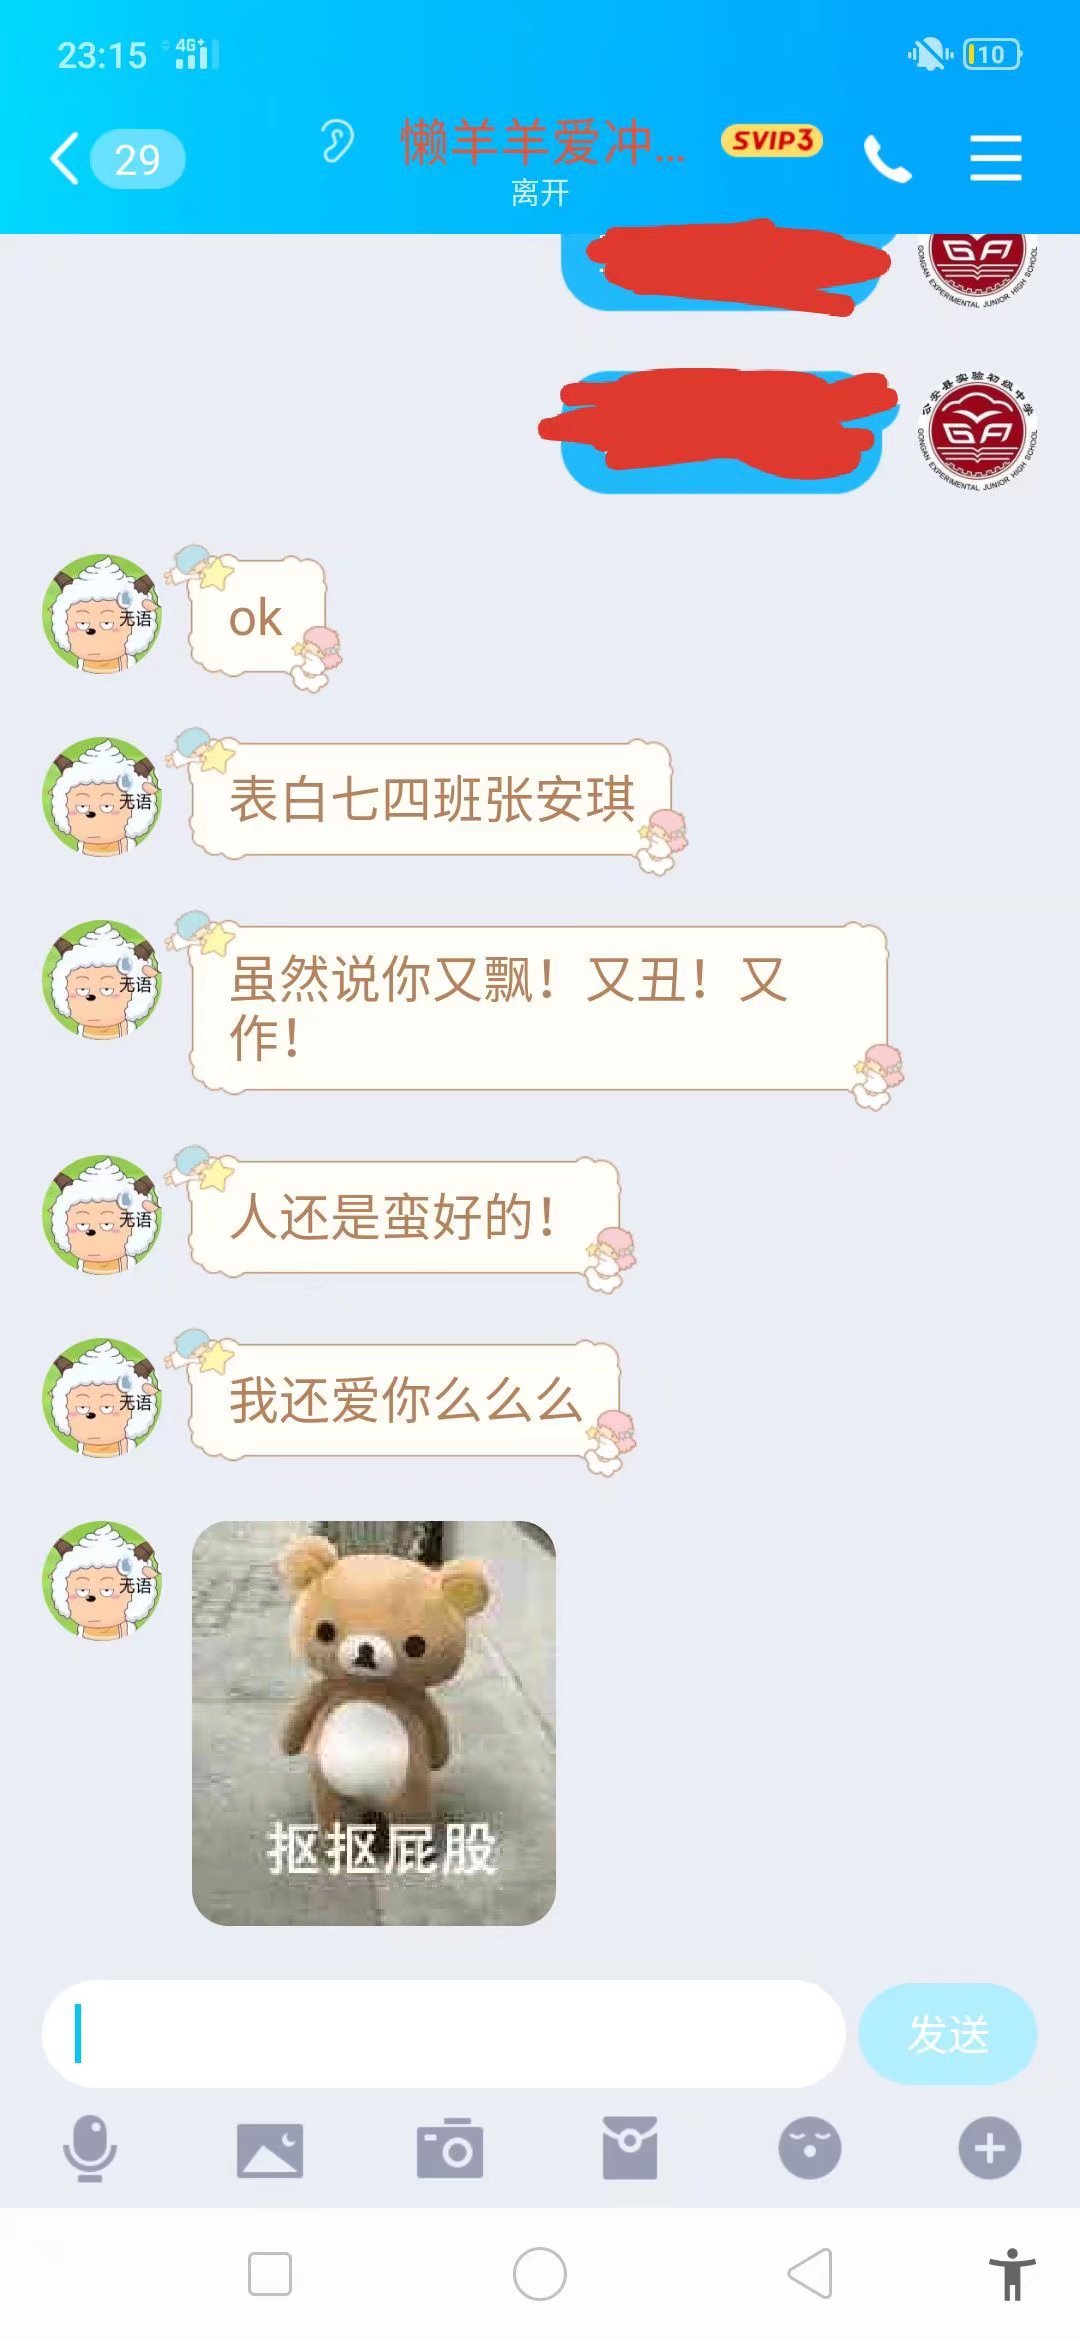 23:15
4G+
10
29
懒羊羊爱冲...
SVIP3
离开
GA
GONGAN EXPERIMENTAL JUNIOR HIGH SCHOOL
公安县实验初级中学
GA
GONGAN EXPERIMENTAL JUNIOR HIGH SCHOOL
无语
ok
无语
表白七四班张安琪
无语
虽然说你又飘！又丑！又
作！
无语
人还是蛮好的！
无语
我还爱你么么么
无语
抠抠屁股
发送